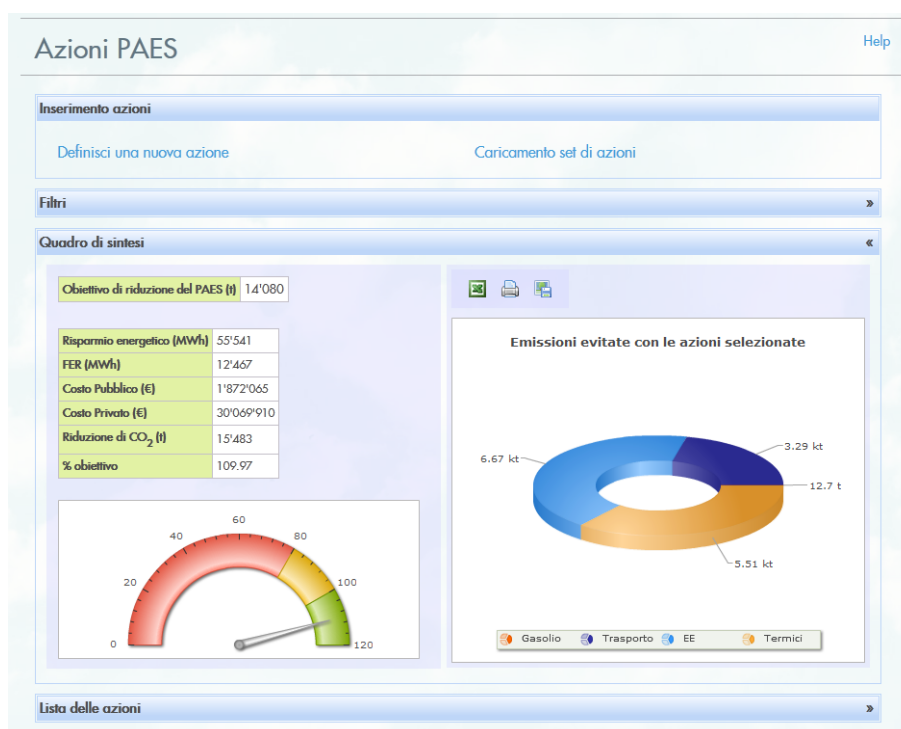 Azioni PAES
Help
Inserimento azioni
Definisci una nuova azione
Caricamento set di azioni
Filtri »
Quadro di sintesi «
Obiettivo di riduzione del PAES (t) 14'080
Risparmio energetico (MWh) 55'541
FER (MWh) 12'467
Costo Pubblico (€) 1'872'065
Costo Privato (€) 30'069'910
Riduzione di CO2 (t) 15'483
% obiettivo 109.97
0
20
40
60
80
100
120
Emissioni evitate con le azioni selezionate
6.67 kt
3.29 kt
12.7 t
5.51 kt
Gasolio Trasporto EE Termici
Lista delle azioni »